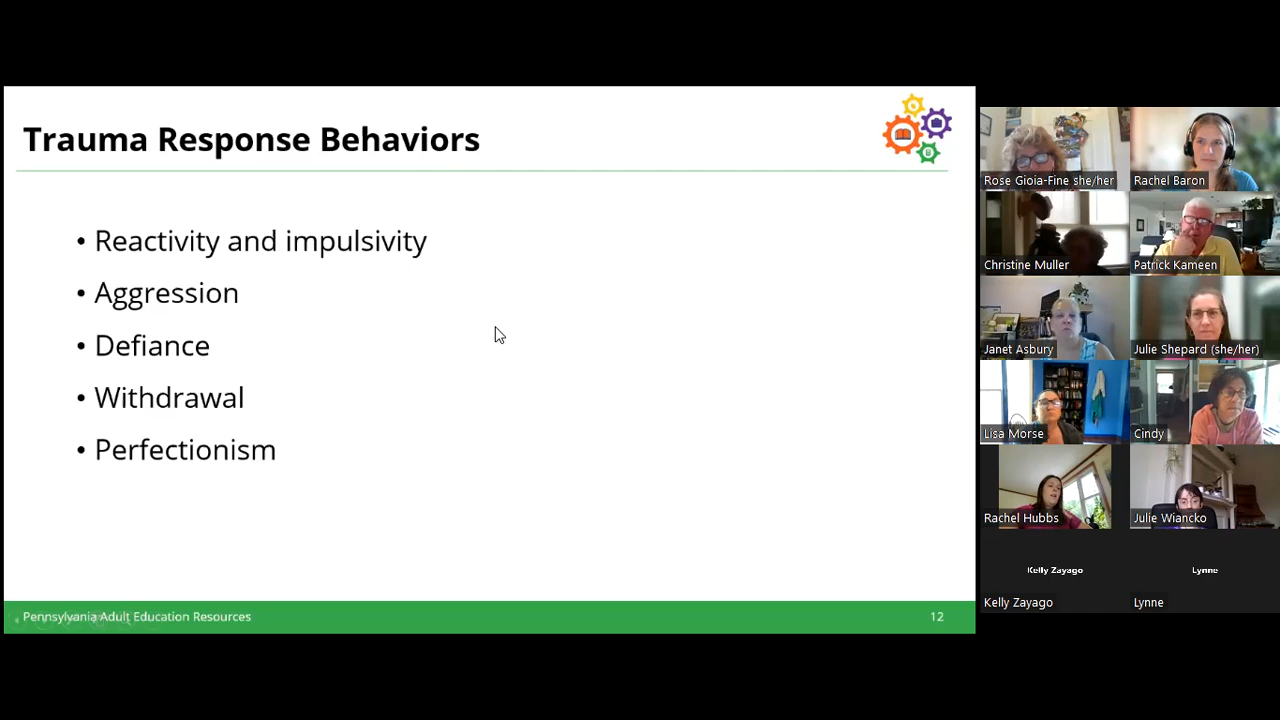 Trauma Response Behaviors
• Reactivity and impulsivity
• Aggression
• Defiance
• Withdrawal
• Perfectionism
Pennsylvania Adult Education Resources
12
Rose Gioia-Fine she/her
Rachel Baron
Christine Muller
Patrick Kameen
Janet Asbury
Julie Shepard (she/her)
Lisa Morse
Cindy
Rachel Hubbs
Julie Wiancko
Kelly Zayago
Lynne
Kelly Zayago
Lynne